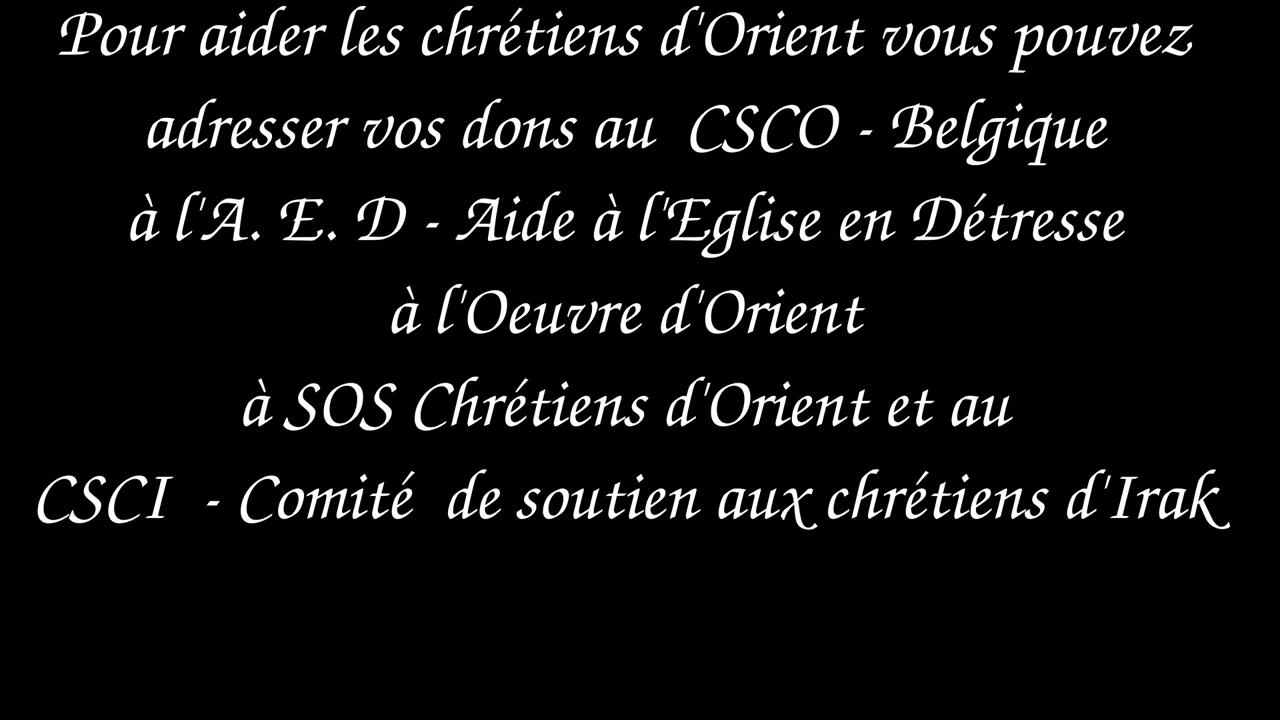 Pour aider les chrétiens d'Orient vous pouvez
adresser vos dons au CSCO - Belgique
à l'A. E. D - Aide à l'Eglise en Détresse
à l'Oeuvre d'Orient
à SOS Chrétiens d'Orient et au
CSCI - Comité de soutien aux chrétiens d'Irak